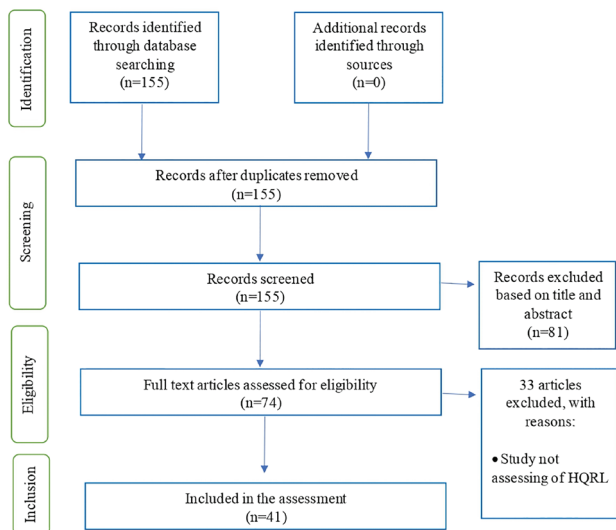 Identification
Records identified
through database
searching
(n=155)
Additional records
identified through
sources
(n=0)
Screening
Records after duplicates removed
(n=155)
Records screened
(n=155)
Records excluded
based on title and
abstract
(n=81)
Eligibility
Full text articles assessed for eligibility
(n=74)
33 articles
excluded, with
reasons:
• Study not
assessing of HQRL
Inclusion
Included in the assessment
(n=41)